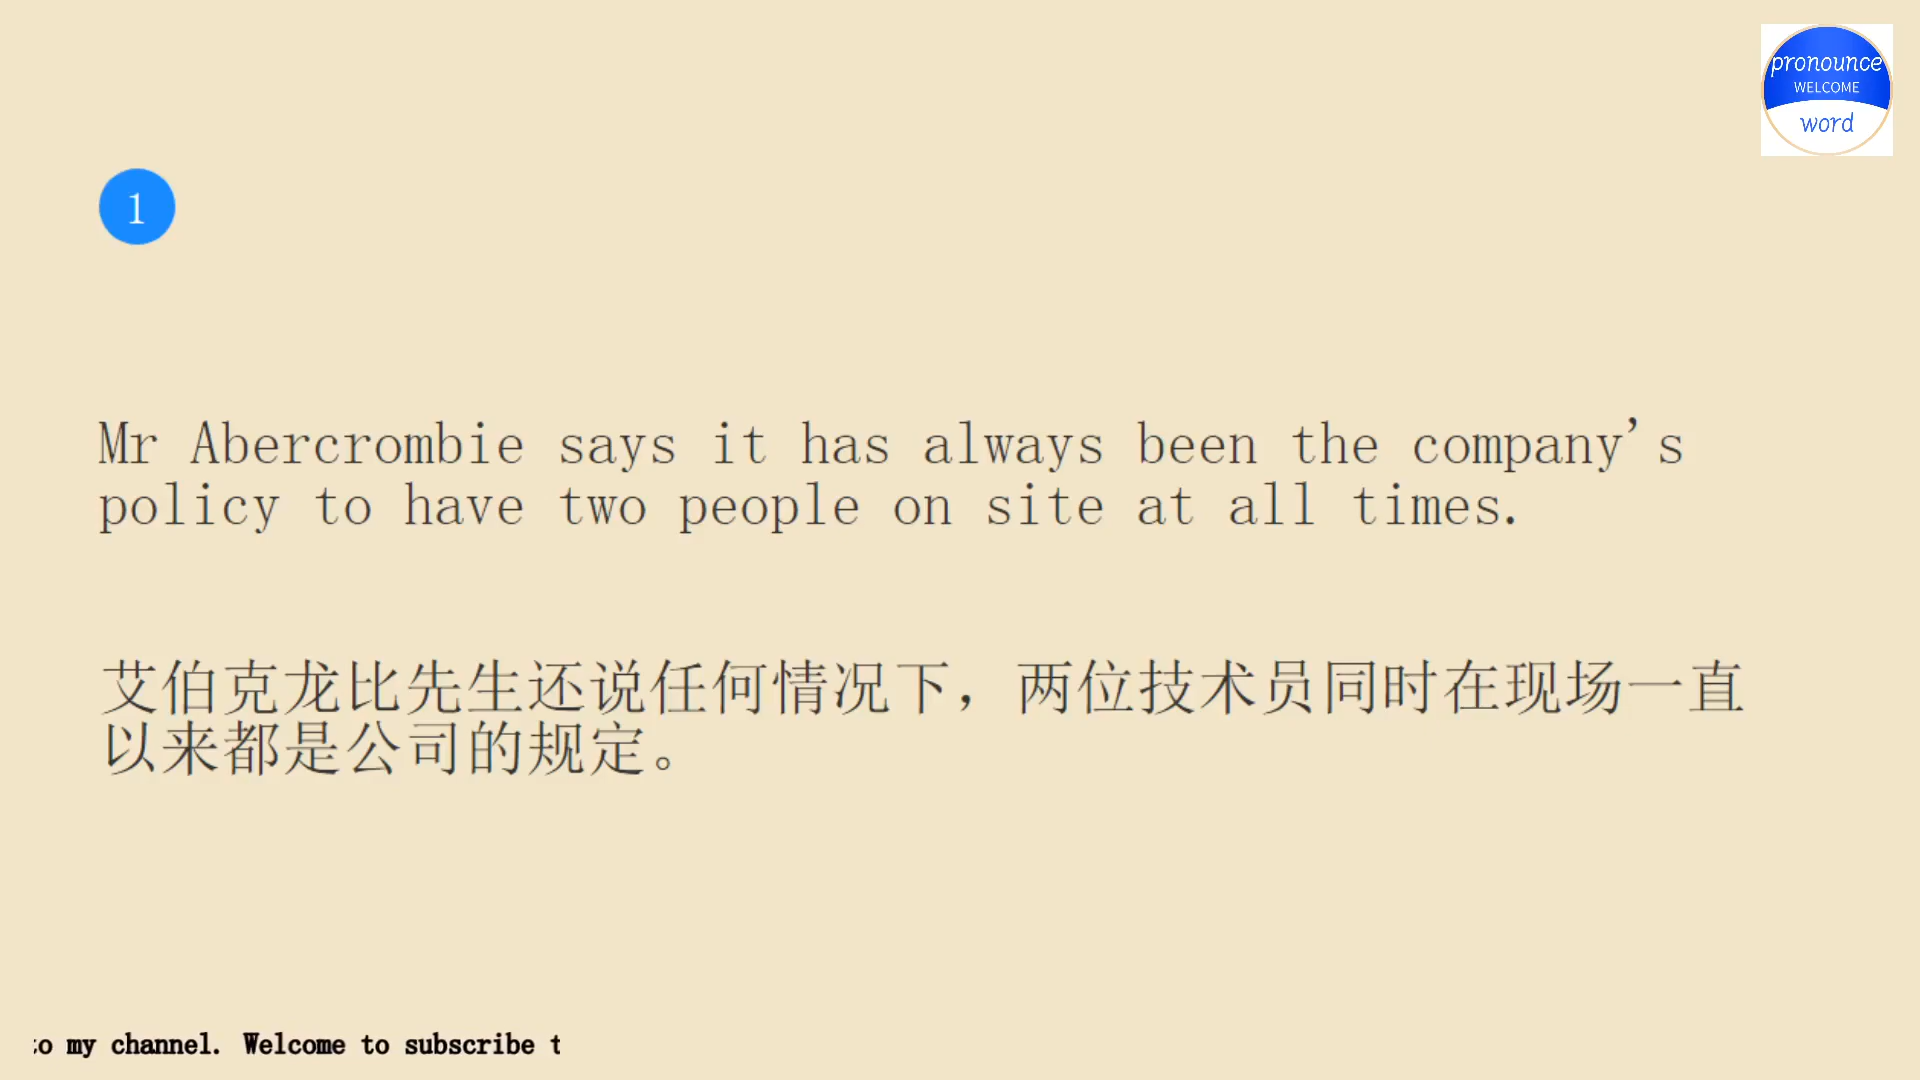 pronounce
WELCOME
word
1
Mr Abercrombie says it has always been the company's
policy to have two people on site at all times.
艾伯克龙比先生还说任何情况下，两位技术员同时在现场一直
以来都是公司的规定。
to my channel. Welcome to subscribe t